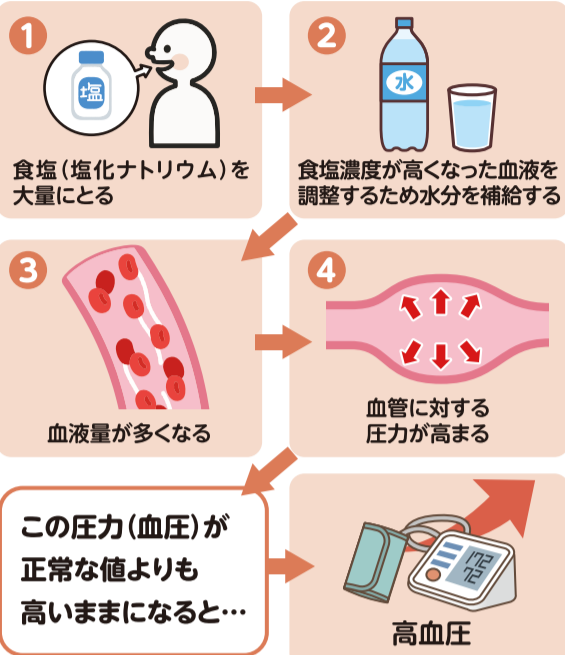 1
塩
食塩(塩化ナトリウム)を
大量にとる
2
水
食塩濃度が高くなった血液を
調整するため水分を補給する
3
血液量が多くなる
4
血管に対する
圧力が高まる
この圧力(血圧)が
正常な値よりも
高いままになると…
172
72
高血圧